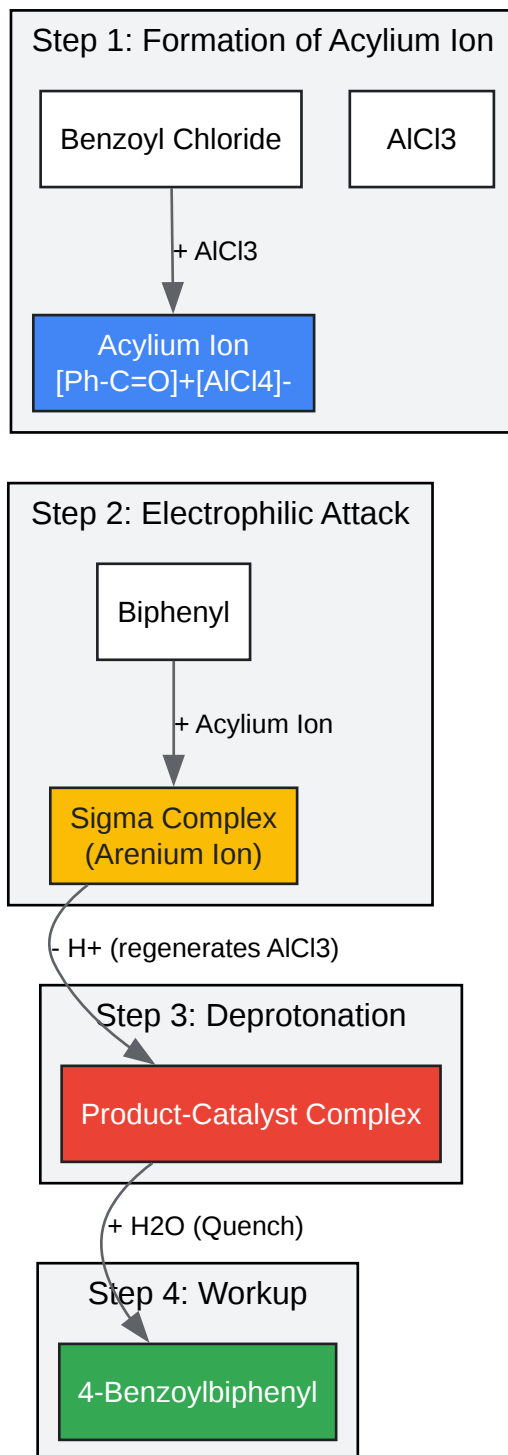 Step 1: Formation of Acylium Ion
Benzoyl Chloride
AlCl3
+ AlCl3
Acylium Ion
[Ph-C=O]+[AlCl4]-
Step 2: Electrophilic Attack
Biphenyl
+ Acylium Ion
Sigma Complex
(Arenium Ion)
- H+ (regenerates AlCl3)
Step 3: Deprotonation
Product-Catalyst Complex
+ H2O (Quench)
Step 4: Workup
4-Benzoylbiphenyl